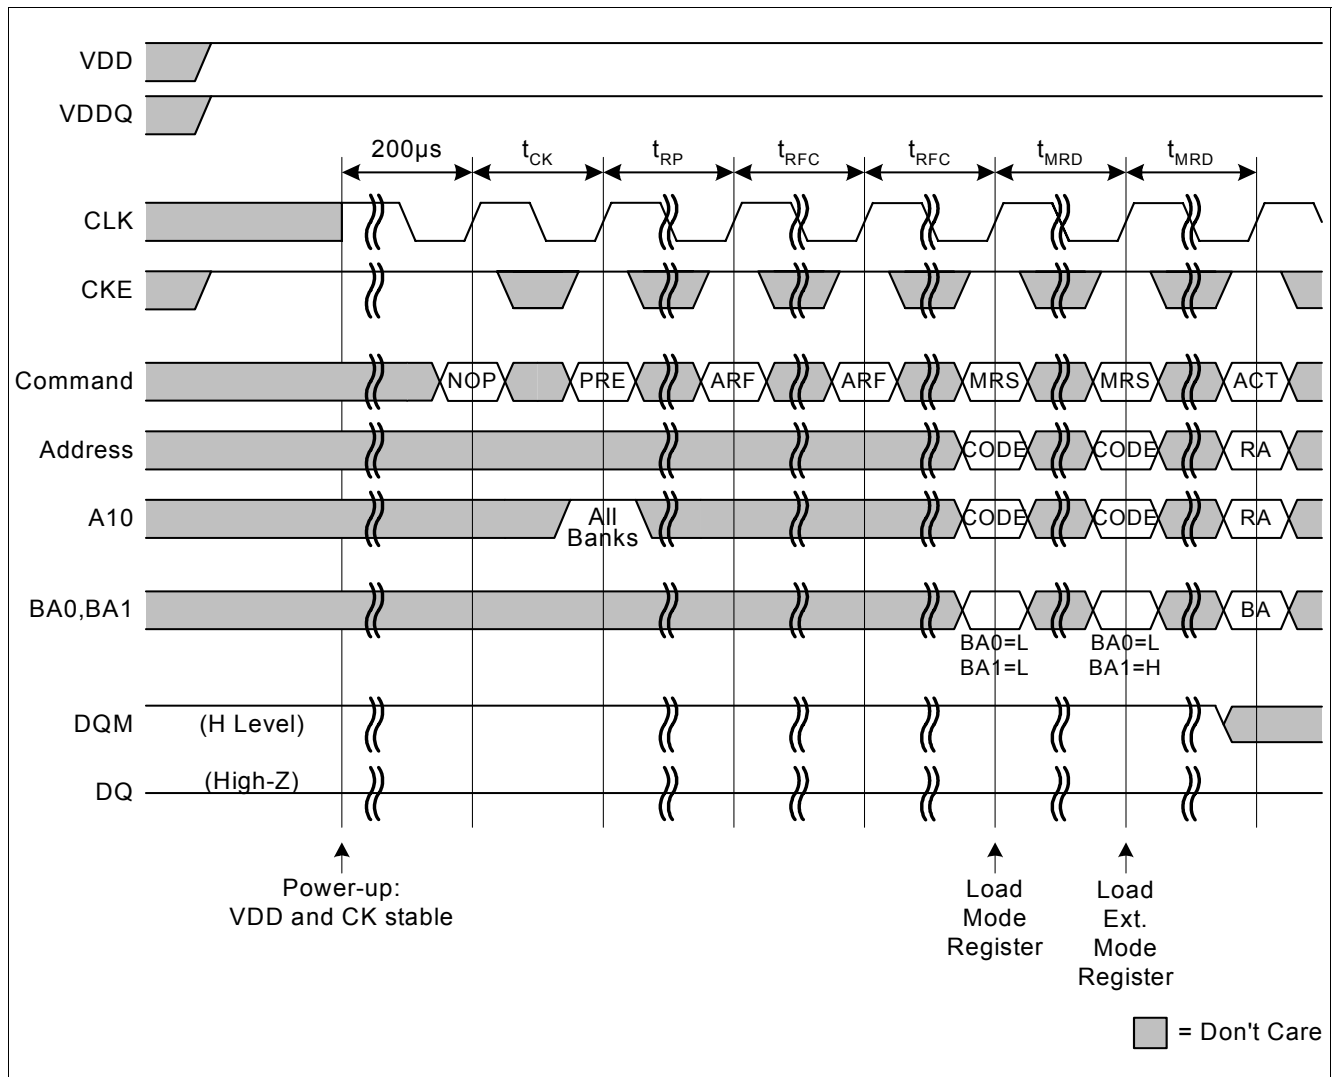 VDD
VDDQ
200µs tCK tRP tRFC tRFC tMRD tMRD
CLK
CKE
Command NOP PRE ARF ARF MRS MRS ACT
Address CODE CODE RA
A10 All Banks CODE CODE RA
BA0,BA1 BA
BA0=L BA0=L
BA1=L BA1=H
DQM (H Level)
DQ (High-Z)
Power-up:
VDD and CK stable
Load
Mode
Register
Load
Ext.
Mode
Register
= Don't Care